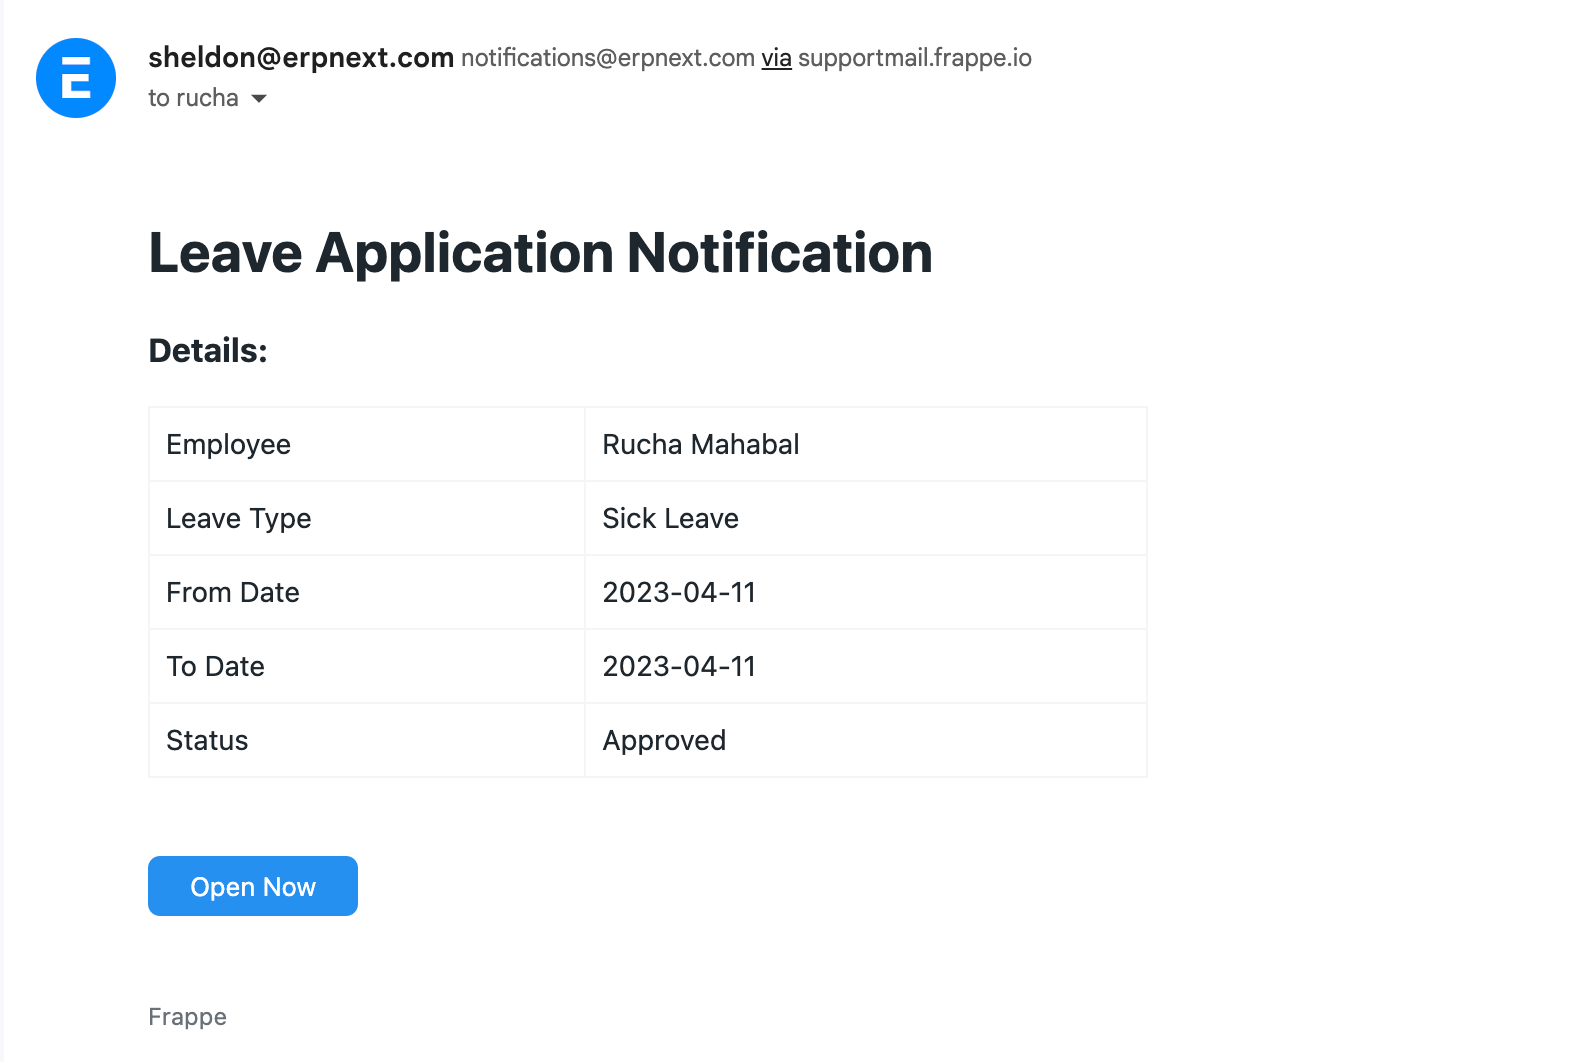 E
sheldon@erpnext.com notifications@erpnext.com via supportmail.frappe.io
to rucha
Leave Application Notification
Details:
Employee Rucha Mahabal
Leave Type Sick Leave
From Date 2023-04-11
To Date 2023-04-11
Status Approved
Open Now
Frappe